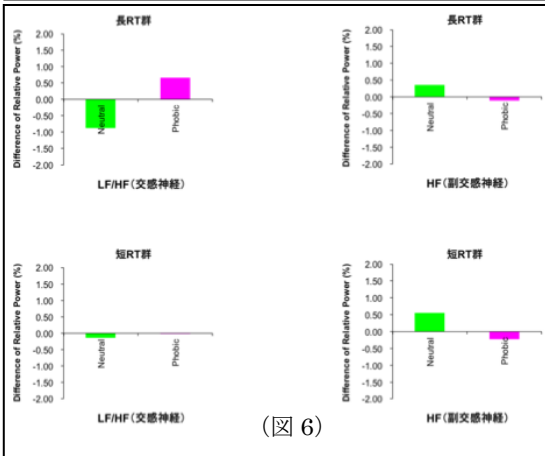 長RT群
Difference of Relative Power (%)
2.00
1.50
1.00
0.50
0.00
-0.50
-1.00
-1.50
-2.00
Neutral
Phobic
LF/HF(交感神経)
長RT群
Difference of Relative Power (%)
2.00
1.50
1.00
0.50
0.00
-0.50
-1.00
-1.50
-2.00
Neutral
Phobic
HF(副交感神経)
短RT群
Difference of Relative Power (%)
2.00
1.50
1.00
0.50
0.00
-0.50
-1.00
-1.50
-2.00
Neutral
Phobic
LF/HF(交感神経)
短RT群
Difference of Relative Power (%)
2.00
1.50
1.00
0.50
0.00
-0.50
-1.00
-1.50
-2.00
Neutral
Phobic
HF(副交感神経)
(図 6)